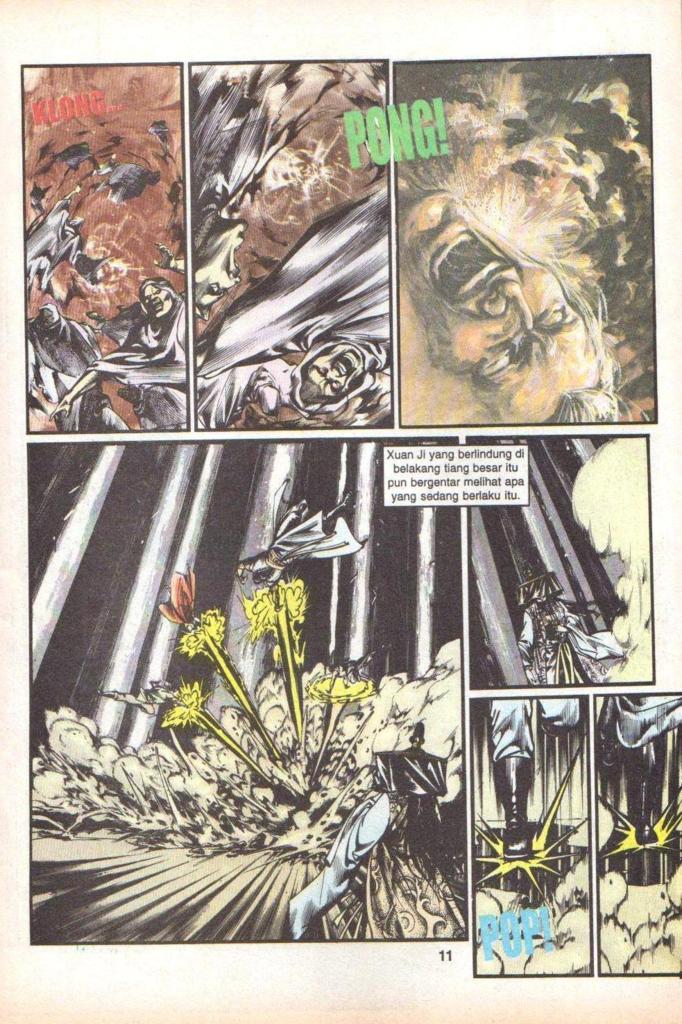 KLONG...
PONG!
Xuan Ji yang berlindung di
belakang tiang besar itu
pun bergentar melihat apa
yang sedang berlaku itu.
POP!
11